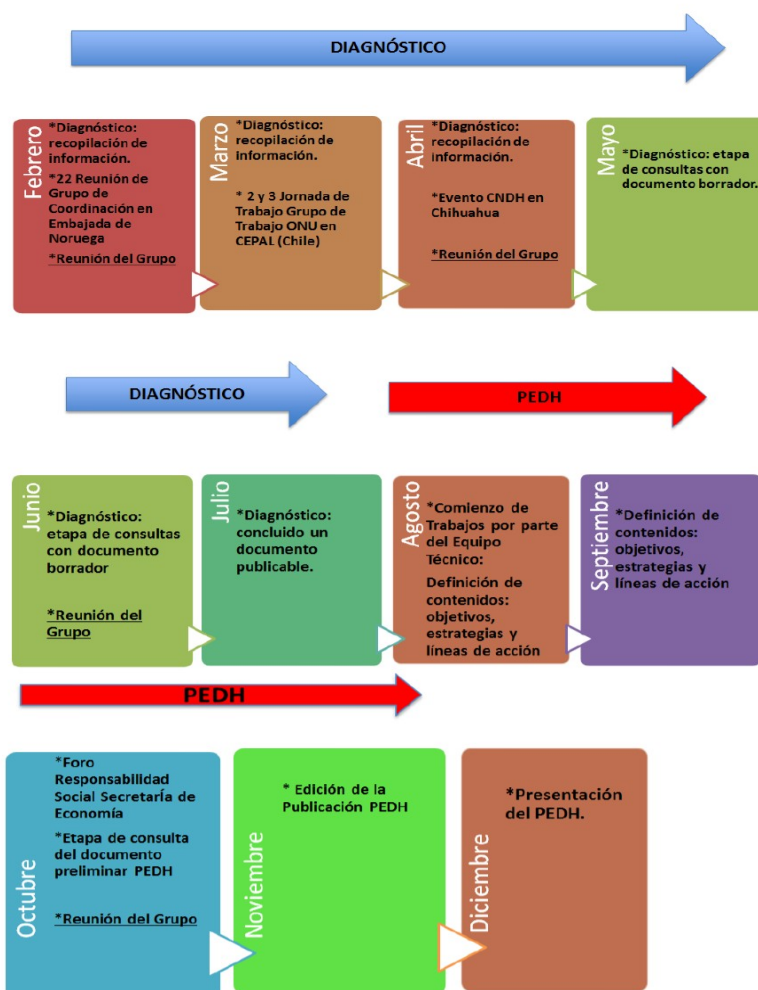 DIAGNÓSTICO
Febrero
*Diagnóstico:
recopilación de
información.
*22 Reunión de
Grupo de
Coordinación en
Embajada de
Noruega
*Reunión del Grupo
Marzo
*Diagnóstico:
recopilación de
información.
* 2 y 3 Jornada de
Trabajo Grupo de
Trabajo ONU en
CEPAL (Chile)
Abril
*Diagnóstico:
recopilación de
información.
*Evento CNDH en
Chihuahua
*Reunión del Grupo
Mayo
*Diagnóstico: etapa
de consultas con
documento borrador.
DIAGNÓSTICO
PEDH
Junio
*Diagnóstico:
etapa de consultas
con documento
borrador
*Reunión del
Grupo
Julio
*Diagnóstico:
concluido un
documento
publicable.
Agosto
*Comienzo de
Trabajos por parte
del Equipo
Técnico:
Definición de
contenidos:
objetivos,
estrategias y
líneas de acción
Septiembre
*Definición de
contenidos:
objetivos,
estrategias y
líneas de acción
PEDH
Octubre
*Foro
Responsabilidad
Social Secretaría de
Economía
*Etapa de consulta
del documento
preliminar PEDH
*Reunión del Grupo
Noviembre
* Edición de la
Publicación PEDH
Diciembre
*Presentación
del PEDH.